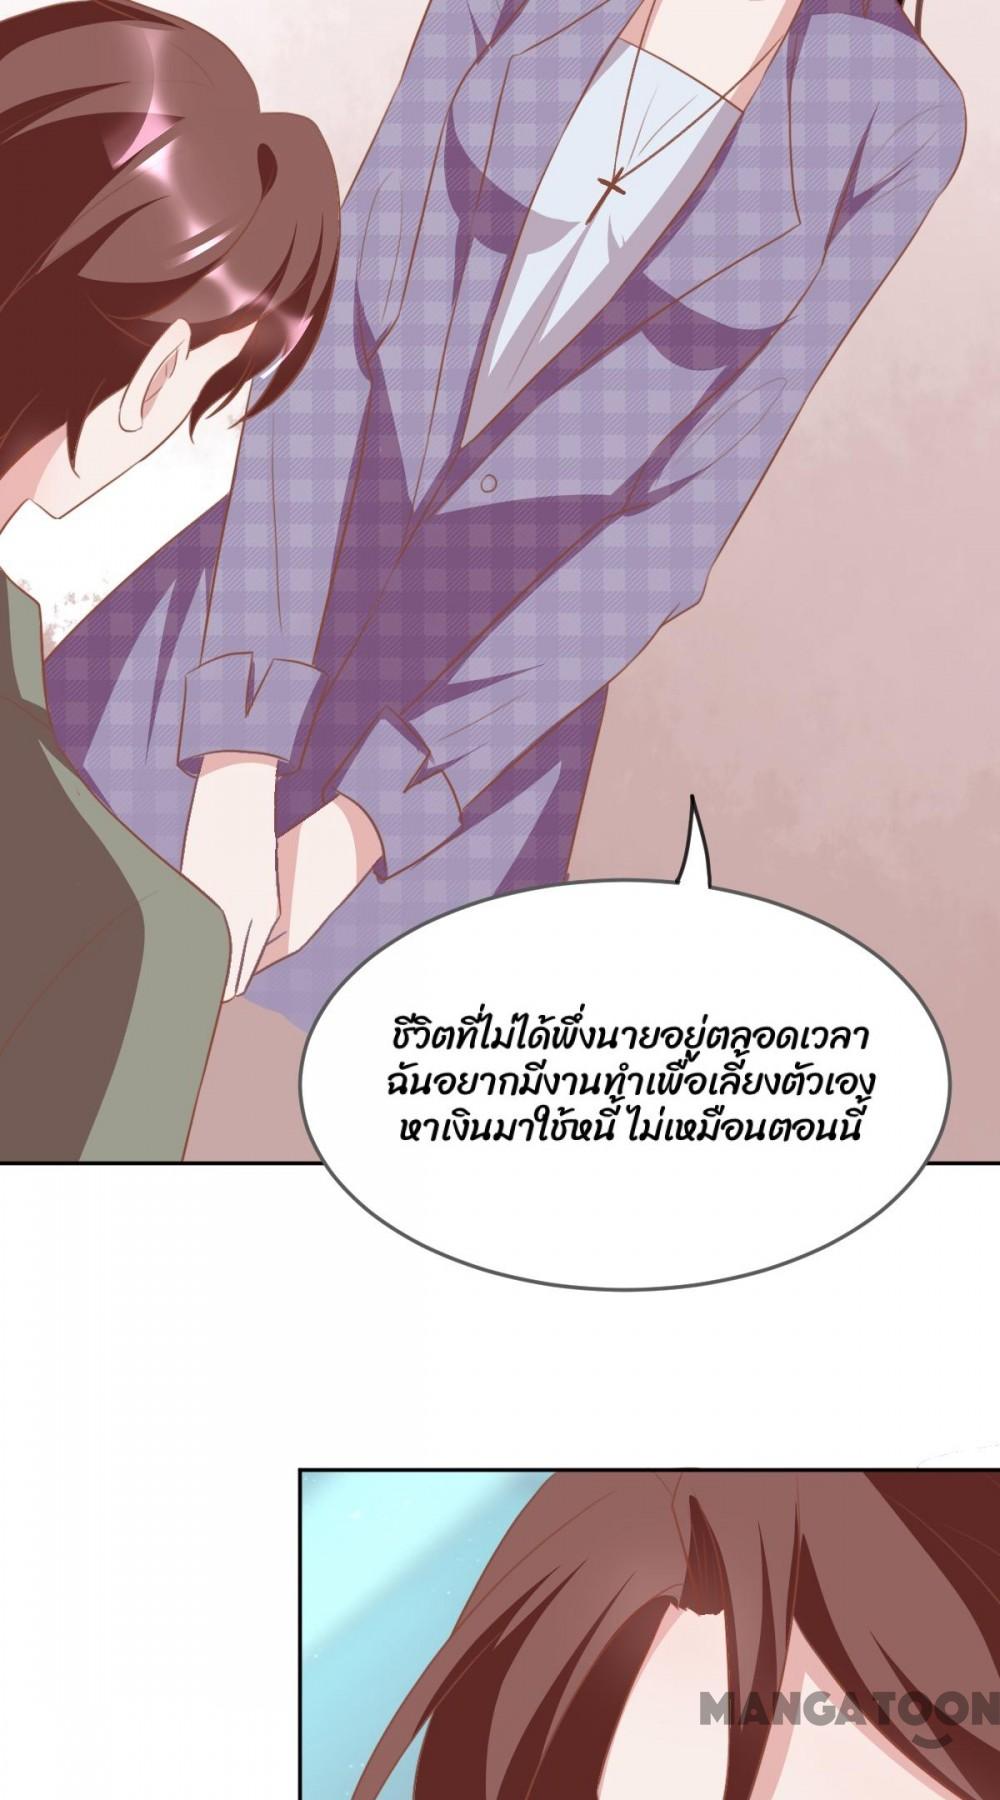 ชีวิตที่ไม่ได้พึ่งนายอยู่ตลอดเวลา
ฉันอยากมีงานทำเพื่อเลี้ยงตัวเอง
หาเงินมาใช้หนี้ ไม่เหมือนตอนนี้
MANGATOON